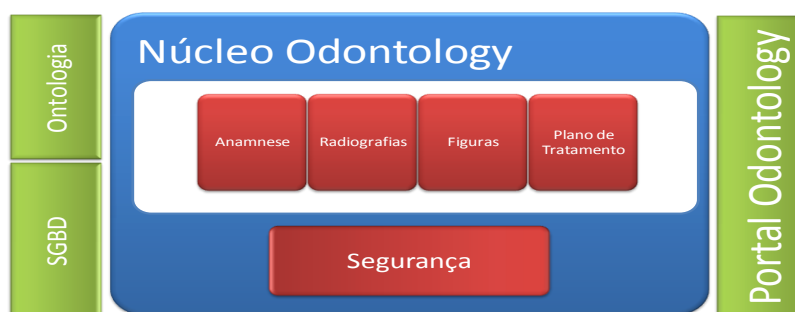 Ontologia
SGBD
Núcleo Odontology
Anamnese
Radiografias
Figuras
Plano de
Tratamento
Segurança
Portal Odontology